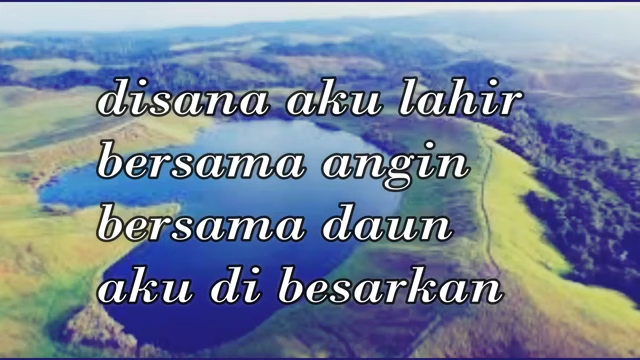 disana aku lahir
bersama angin
bersama daun
aku di besarkan